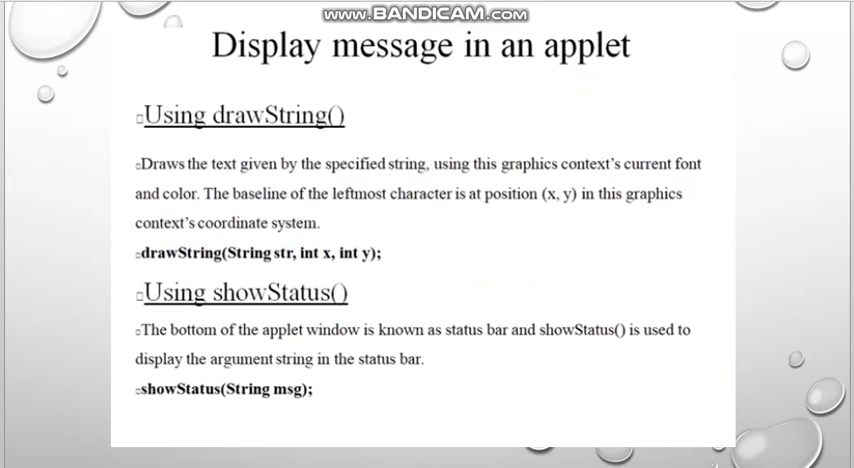 www.BANDICAM.com
Display message in an applet
Using drawString()
Draws the text given by the specified string, using this graphics context’s current font
and color. The baseline of the leftmost character is at position (x, y) in this graphics
context’s coordinate system.
drawString(String str, int x, int y);
Using showStatus()
The bottom of the applet window is known as status bar and showStatus() is used to
display the argument string in the status bar.
showStatus(String msg);